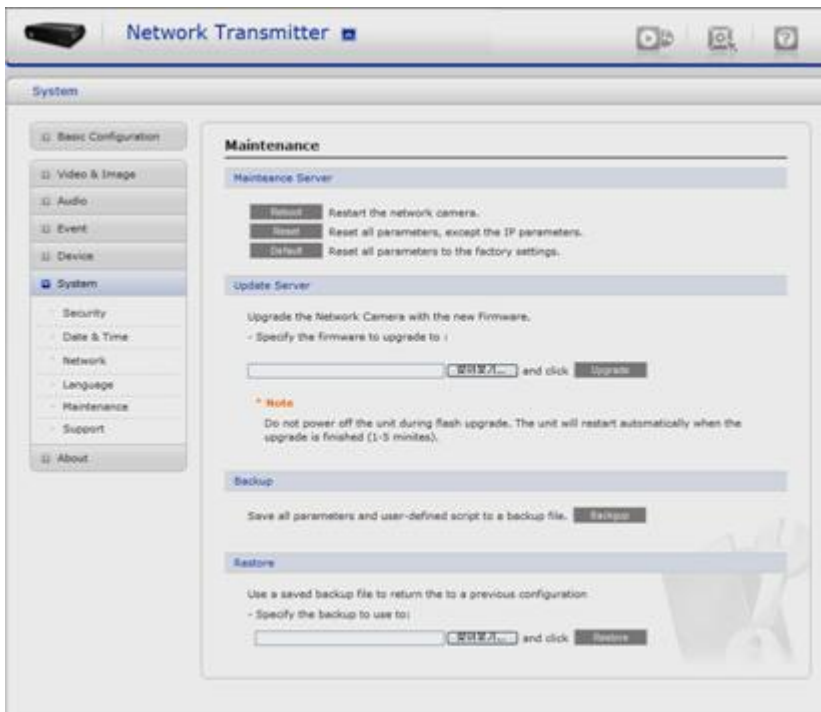 Network Transmitter
System
Basic Configuration
Video & Image
Audio
Event
Device
System
Security
Date & Time
Network
Language
Maintenance
Support
About
Maintenance
Mainteance Server
Reboot Restart the network camera.
Reset Reset all parameters, except the IP parameters.
Default Reset all parameters to the factory settings.
Update Server
Upgrade the Network Camera with the new Firmware.
- Specify the firmware to upgrade to :
찾아보기... and click Upgrade
* Note
Do not power off the unit during flash upgrade. The unit will restart automatically when the
upgrade is finished (1-5 minites).
Backup
Save all parameters and user-defined script to a backup file. Backup
Restore
Use a saved backup file to return the to a previous configuration
- Specify the backup to use to:
찾아보기... and click Restore